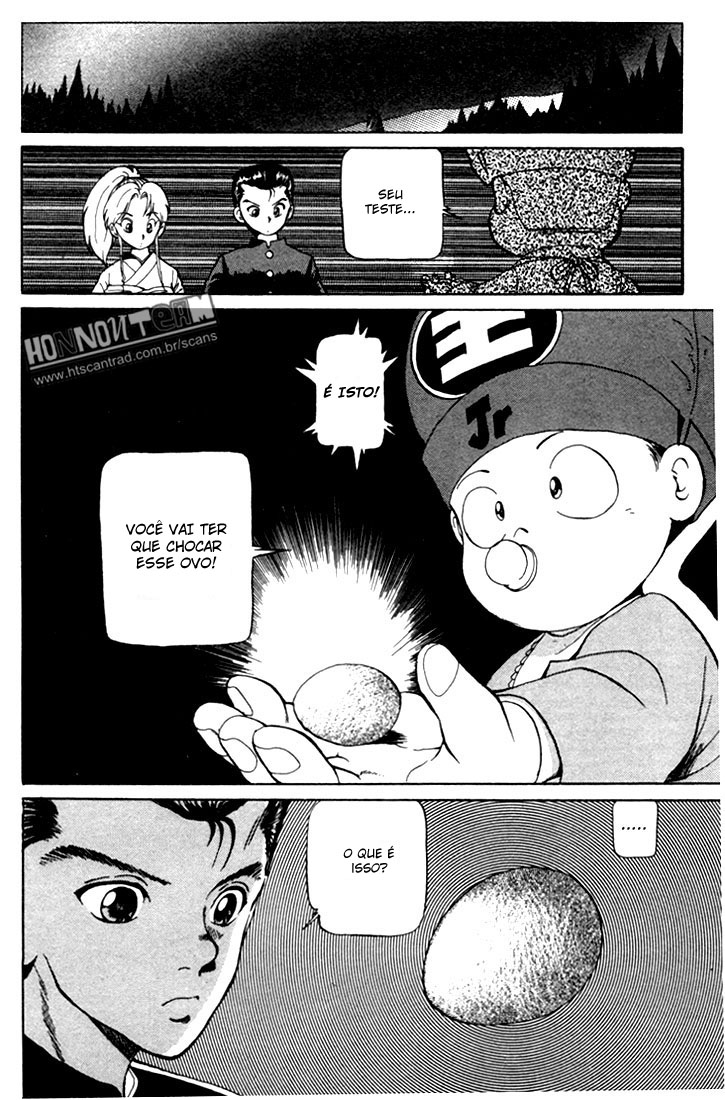 SEU
TESTE...
HONNOUTEAM
www.htscantrad.com.br/scans
É ISTO!
王
Jr
VOCÊ VAI TER
QUE CHOCAR
ESSE OVO!
.....
O QUE É
ISSO?